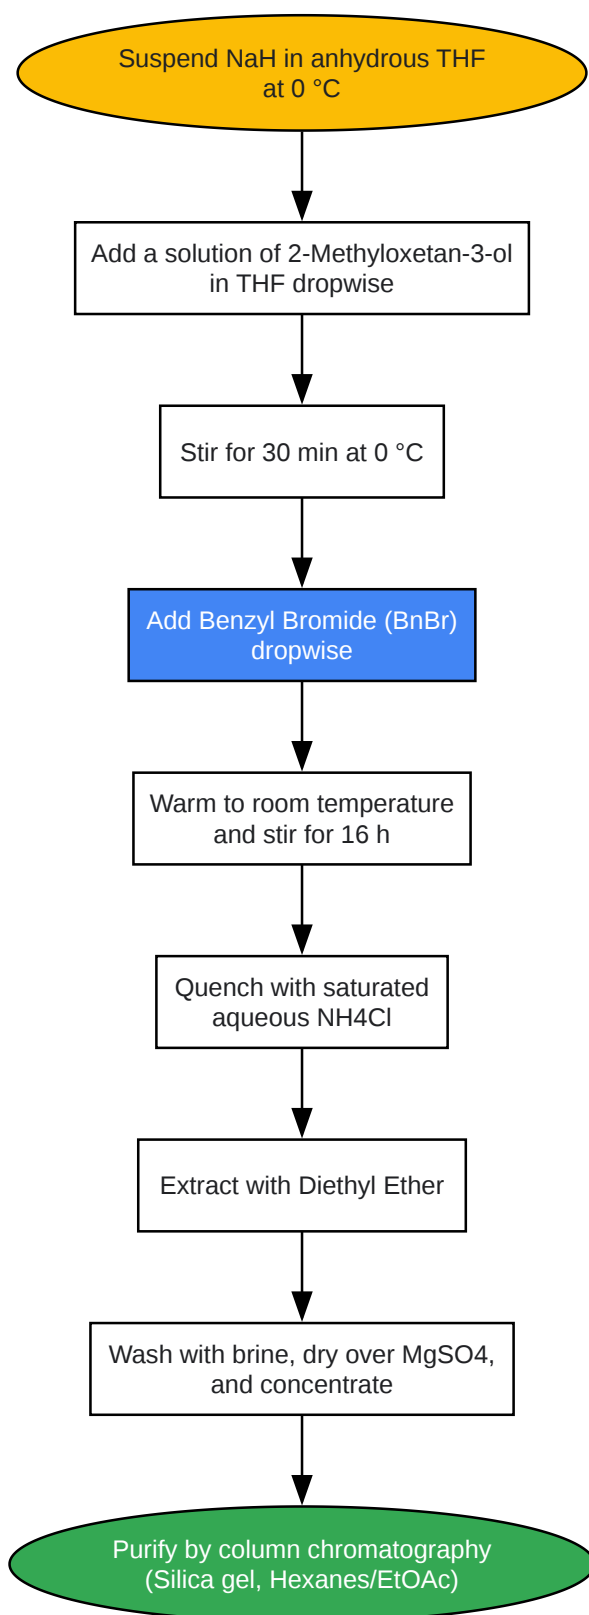 Suspend NaH in anhydrous THF
at 0 °C
Add a solution of 2-Methyloxetan-3-ol
in THF dropwise
Stir for 30 min at 0 °C
Add Benzyl Bromide (BnBr)
dropwise
Warm to room temperature
and stir for 16 h
Quench with saturated
aqueous NH4Cl
Extract with Diethyl Ether
Wash with brine, dry over MgSO4,
and concentrate
Purify by column chromatography
(Silica gel, Hexanes/EtOAc)